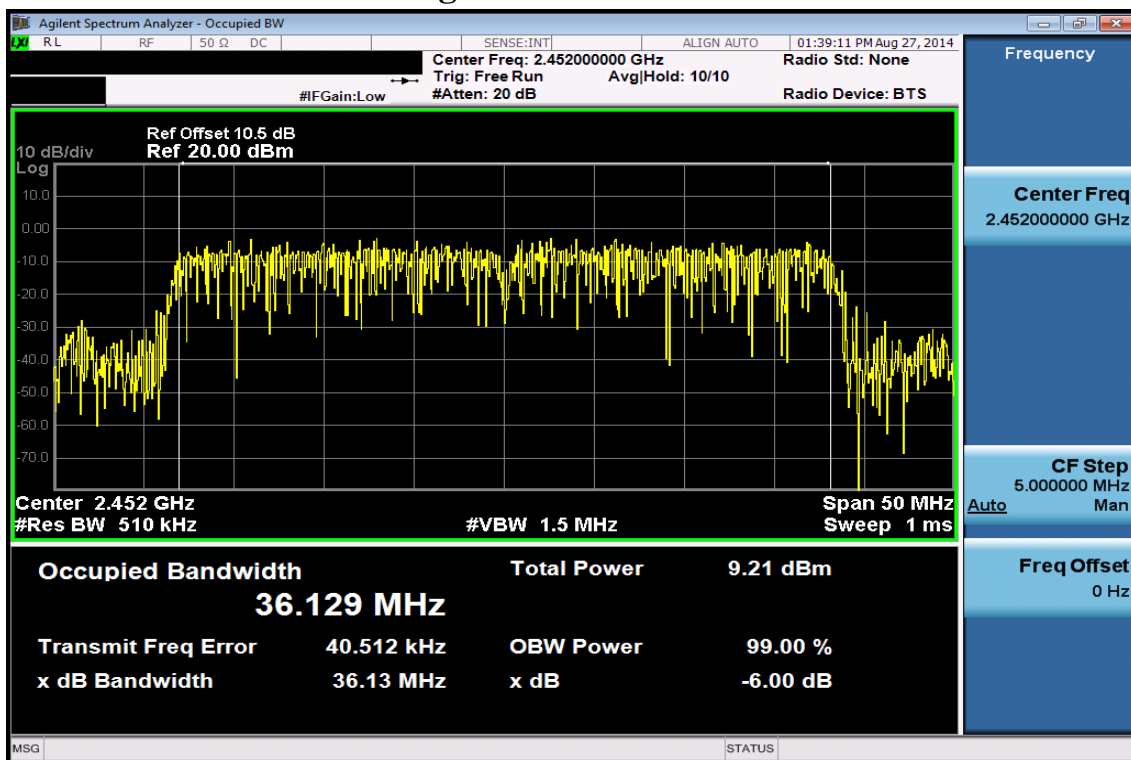 Agilent Spectrum Analyzer - Occupied BW
LXI RL RF 50 Ω DC SENSE:INT ALIGN AUTO 01:39:11 PM Aug 27, 2014
Center Freq: 2.452000000 GHz Radio Std: None
Trig: Free Run Avg|Hold: 10/10
#IFGain:Low #Atten: 20 dB Radio Device: BTS
Ref Offset 10.5 dB
10 dB/div Ref 20.00 dBm
Log
10.0
0.00
-10.0
-20.0
-30.0
-40.0
-50.0
-60.0
-70.0
Center 2.452 GHz Span 50 MHz
#Res BW 510 kHz #VBW 1.5 MHz Sweep 1 ms
Occupied Bandwidth Total Power 9.21 dBm
36.129 MHz
Transmit Freq Error 40.512 kHz OBW Power 99.00 %
x dB Bandwidth 36.13 MHz x dB -6.00 dB
MSG STATUS
Frequency
Center Freq
2.452000000 GHz
CF Step
5.000000 MHz
Auto Man
Freq Offset
0 Hz